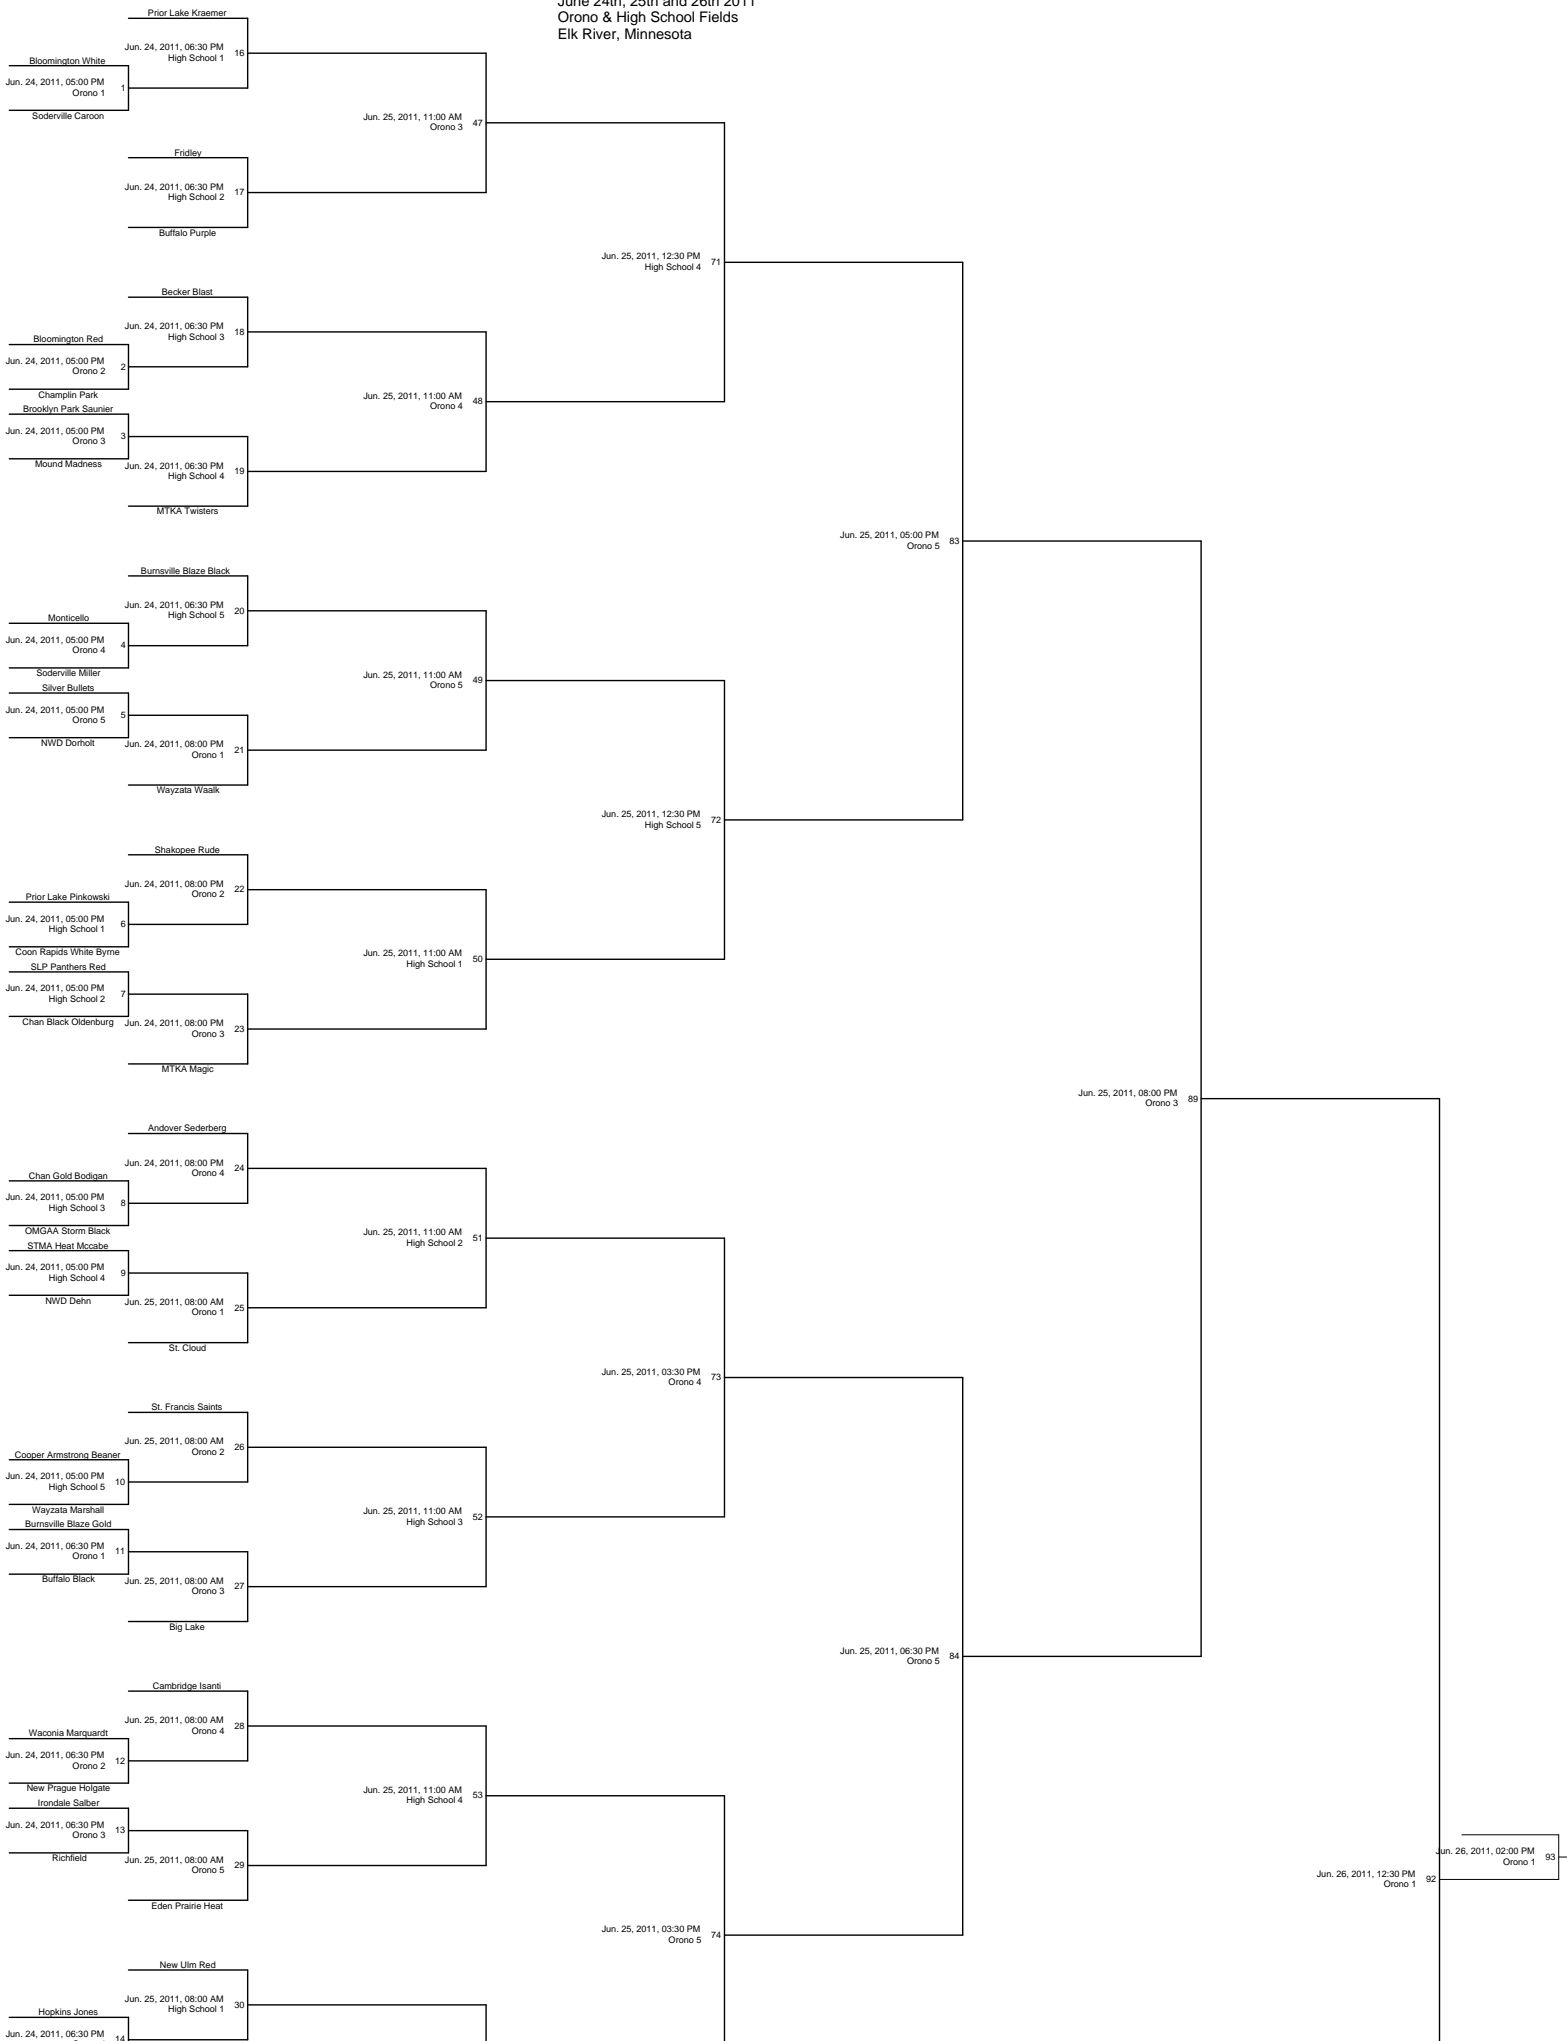 June 24th, 25th and 26th 2011
Orono & High School Fields
Elk River, Minnesota
Prior Lake Kraemer
Jun. 24, 2011, 06:30 PM
High School 1
16
Bloomington White
Jun. 24, 2011, 05:00 PM
Orono 1
1
Soderville Caroon
Jun. 25, 2011, 11:00 AM
Orono 3
47
Fridley
Jun. 24, 2011, 06:30 PM
High School 2
17
Buffalo Purple
Jun. 25, 2011, 12:30 PM
High School 4
71
Becker Blast
Jun. 24, 2011, 06:30 PM
High School 3
18
Bloomington Red
Jun. 24, 2011, 05:00 PM
Orono 2
2
Champlin Park
Jun. 25, 2011, 11:00 AM
Orono 4
48
Brooklyn Park Saunier
Jun. 24, 2011, 05:00 PM
Orono 3
3
Mound Madness
Jun. 24, 2011, 06:30 PM
High School 4
19
MTKA Twisters
Jun. 25, 2011, 05:00 PM
Orono 5
83
Burnsville Blaze Black
Jun. 24, 2011, 06:30 PM
High School 5
20
Monticello
Jun. 24, 2011, 05:00 PM
Orono 4
4
Soderville Miller
Jun. 25, 2011, 11:00 AM
Orono 5
49
Silver Bullets
Jun. 24, 2011, 05:00 PM
Orono 5
5
NWD Dorholt
Jun. 24, 2011, 08:00 PM
Orono 1
21
Wayzata Waalk
Jun. 25, 2011, 12:30 PM
High School 5
72
Shakopee Rude
Jun. 24, 2011, 08:00 PM
Orono 2
22
Prior Lake Pinkowski
Jun. 24, 2011, 05:00 PM
High School 1
6
Coon Rapids White Byrne
Jun. 25, 2011, 11:00 AM
High School 1
50
SLP Panthers Red
Jun. 24, 2011, 05:00 PM
High School 2
7
Chan Black Oldenburg
Jun. 24, 2011, 08:00 PM
Orono 3
23
MTKA Magic
Jun. 25, 2011, 08:00 PM
Orono 3
89
Andover Sederberg
Jun. 24, 2011, 08:00 PM
Orono 4
24
Chan Gold Bodigan
Jun. 24, 2011, 05:00 PM
High School 3
8
OMGAA Storm Black
Jun. 25, 2011, 11:00 AM
High School 2
51
STMA Heat Mccabe
Jun. 24, 2011, 05:00 PM
High School 4
9
NWD Dehn
Jun. 25, 2011, 08:00 AM
Orono 1
25
St. Cloud
Jun. 25, 2011, 03:30 PM
Orono 4
73
St. Francis Saints
Jun. 25, 2011, 08:00 AM
Orono 2
26
Cooper Armstrong Beaner
Jun. 24, 2011, 05:00 PM
High School 5
10
Wayzata Marshall
Jun. 25, 2011, 11:00 AM
High School 3
52
Burnsville Blaze Gold
Jun. 24, 2011, 06:30 PM
Orono 1
11
Buffalo Black
Jun. 25, 2011, 08:00 AM
Orono 3
27
Big Lake
Jun. 25, 2011, 06:30 PM
Orono 5
84
Cambridge Isanti
Jun. 25, 2011, 08:00 AM
Orono 4
28
Waconia Marquardt
Jun. 24, 2011, 06:30 PM
Orono 2
12
New Prague Holgate
Jun. 25, 2011, 11:00 AM
High School 4
53
Irondale Salber
Jun. 24, 2011, 06:30 PM
Orono 3
13
Richfield
Jun. 25, 2011, 08:00 AM
Orono 5
29
Eden Prairie Heat
Jun. 26, 2011, 02:00 PM
Orono 1
93
Jun. 26, 2011, 12:30 PM
Orono 1
92
Jun. 25, 2011, 03:30 PM
Orono 5
74
New Ulm Red
Jun. 25, 2011, 08:00 AM
High School 1
30
Hopkins Jones
Jun. 24, 2011, 06:30 PM
14